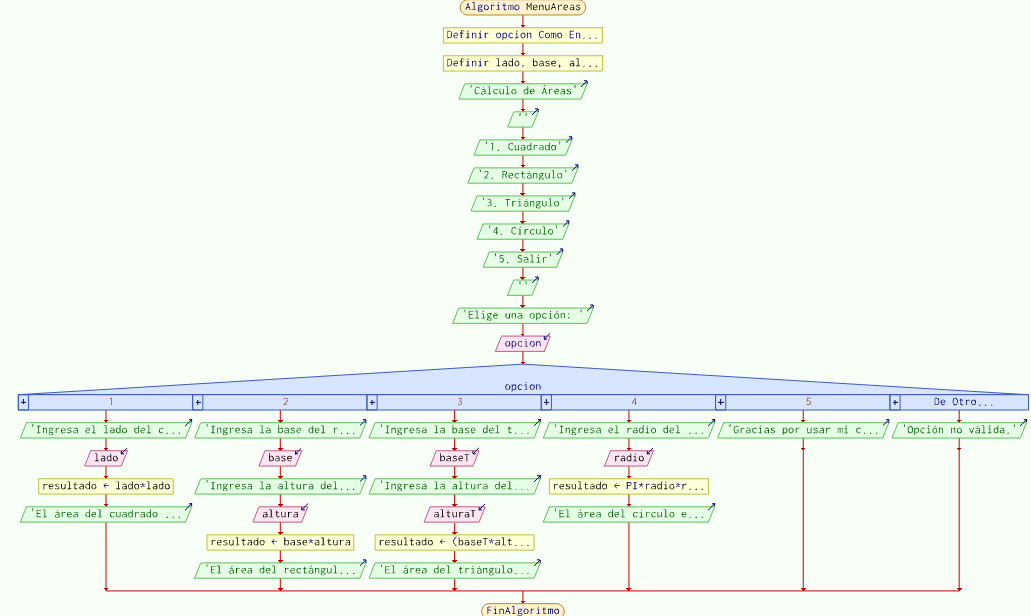 Algoritmo MenuAreas
Definir opcion Como En...
Definir lado, base, al...
'Cálculo de Áreas'
''
'1. Cuadrado'
'2. Rectángulo'
'3. Triángulo'
'4. Círculo'
'5. Salir'
''
'Elige una opción: '
opcion
opcion
+ 1 + 2 + 3 + 4 + 5 + De Otro...
'Ingresa el lado del c... 'Ingresa la base del r... 'Ingresa la base del t... 'Ingresa el radio del ... 'Gracias por usar mi c... 'Opción no válida.'
lado base baseT radio
resultado ← lado*lado 'Ingresa la altura del... 'Ingresa la altura del... resultado ← PI*radio*r...
'El área del cuadrado ... altura alturaT 'El área del círculo e...
resultado ← base*altura resultado ← (baseT*alt...
'El área del rectángul... 'El área del triángulo...
FinAlgoritmo